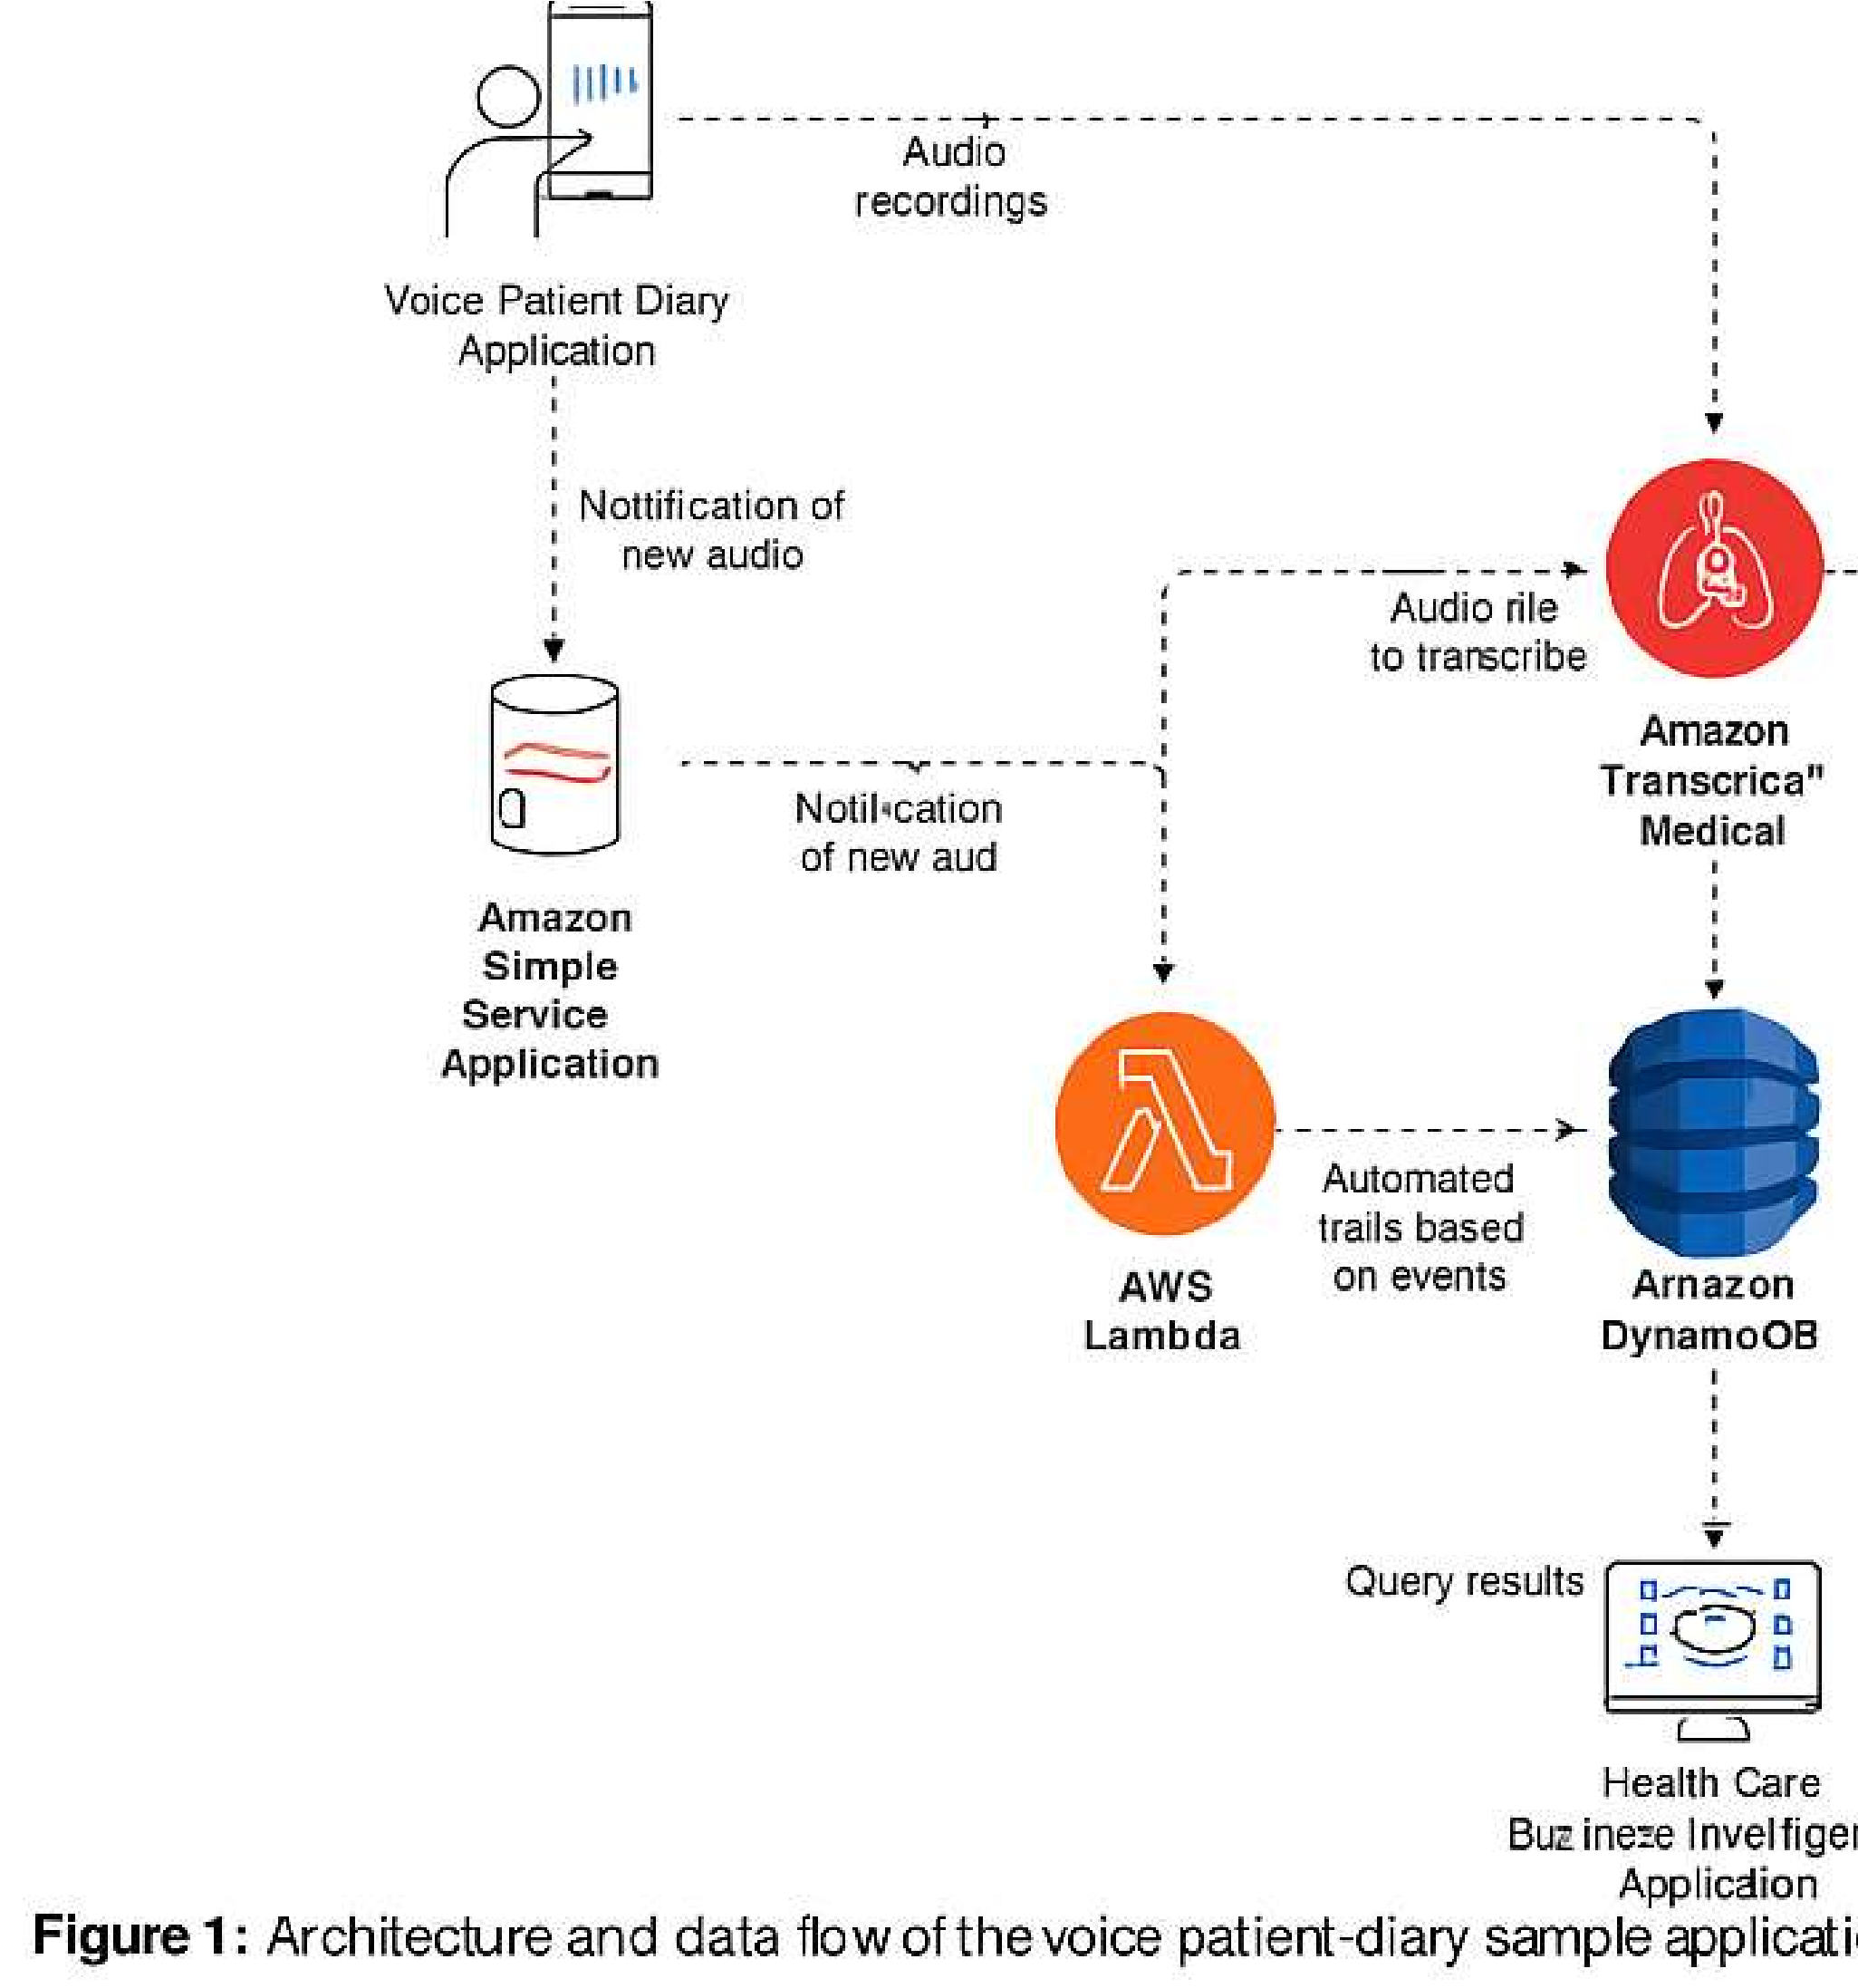 Audio
recordings
Voice Patient Diary
Application
Nottification of
new audio
Audio rile
to transcribe
Amazon
Transcrica"
Medical
Notil•cation
of new aud
Amazon
Simple
Service
Application
Automated
trails based
on events
AWS
Lambda
Arnazon
DynamoOB
Query results
Health Care
Buzineze Invelfiger
Applicaion
Figure 1: Architecture and data flow of the voice patient-diary sample applicati